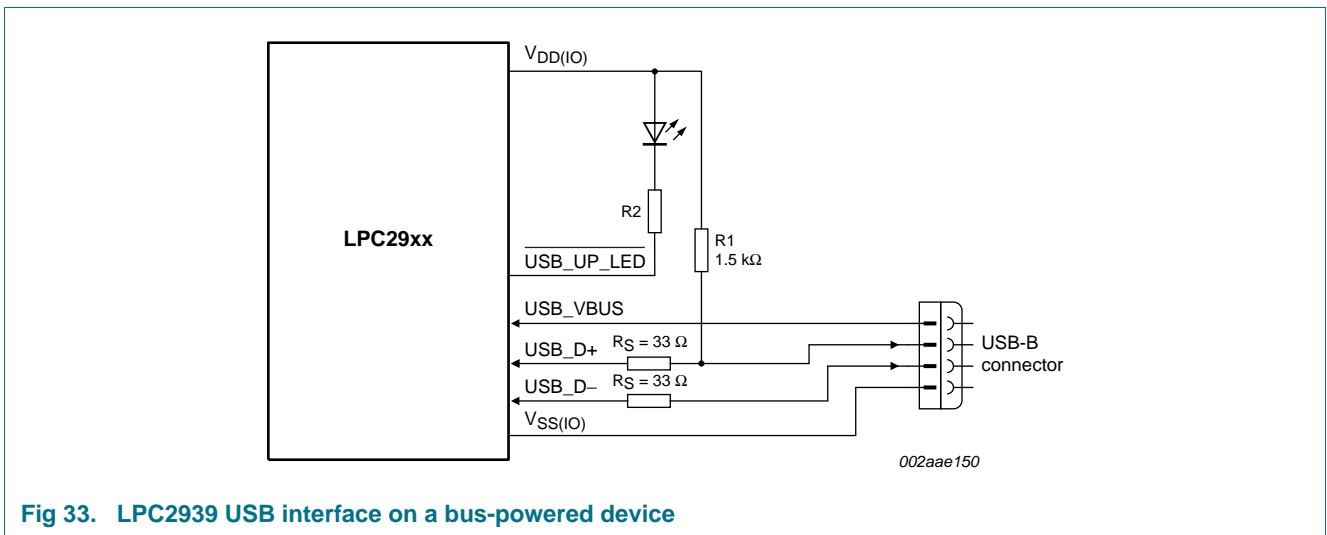 V_DD(IO)
R2
LPC29xx
R1
1.5 kΩ
USB_UP_LED
USB_VBUS
USB_D+
R_S = 33 Ω
USB-B
connector
USB_D−
R_S = 33 Ω
V_SS(IO)
002aae150
Fig 33. LPC2939 USB interface on a bus-powered device